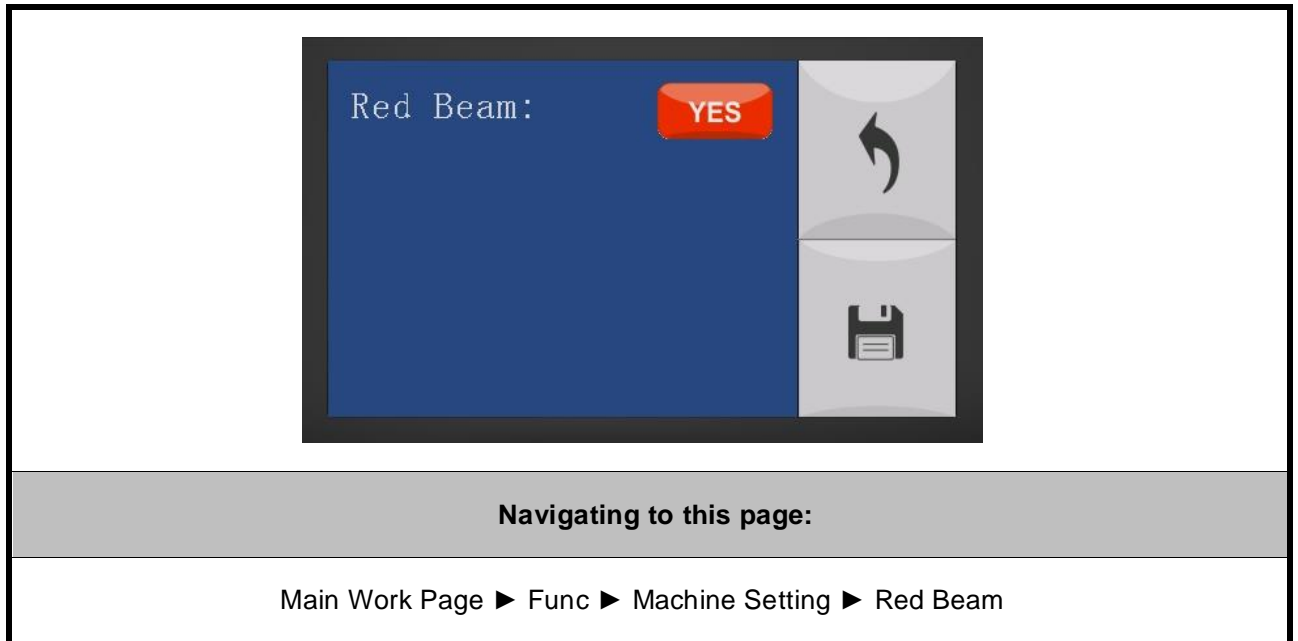 Red Beam:
YES
Navigating to this page:
Main Work Page ► Func ► Machine Setting ► Red Beam